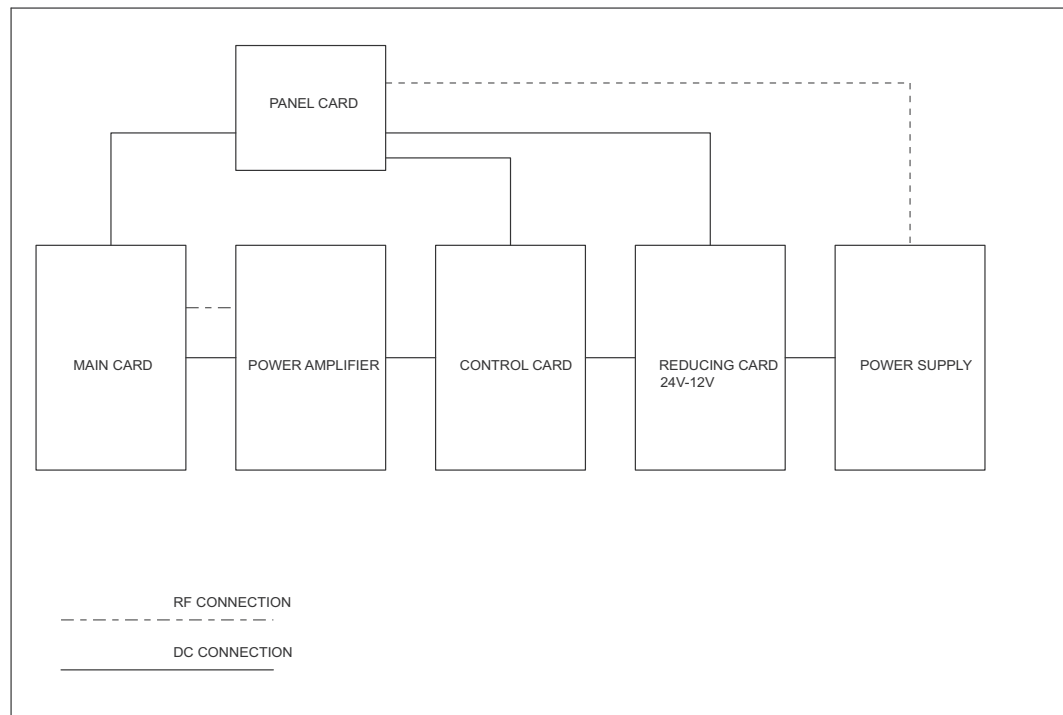 PANEL CARD
MAIN CARD
POWER AMPLIFIER
CONTROL CARD
REDUCING CARD
24V-12V
POWER SUPPLY
RF CONNECTION
DC CONNECTION